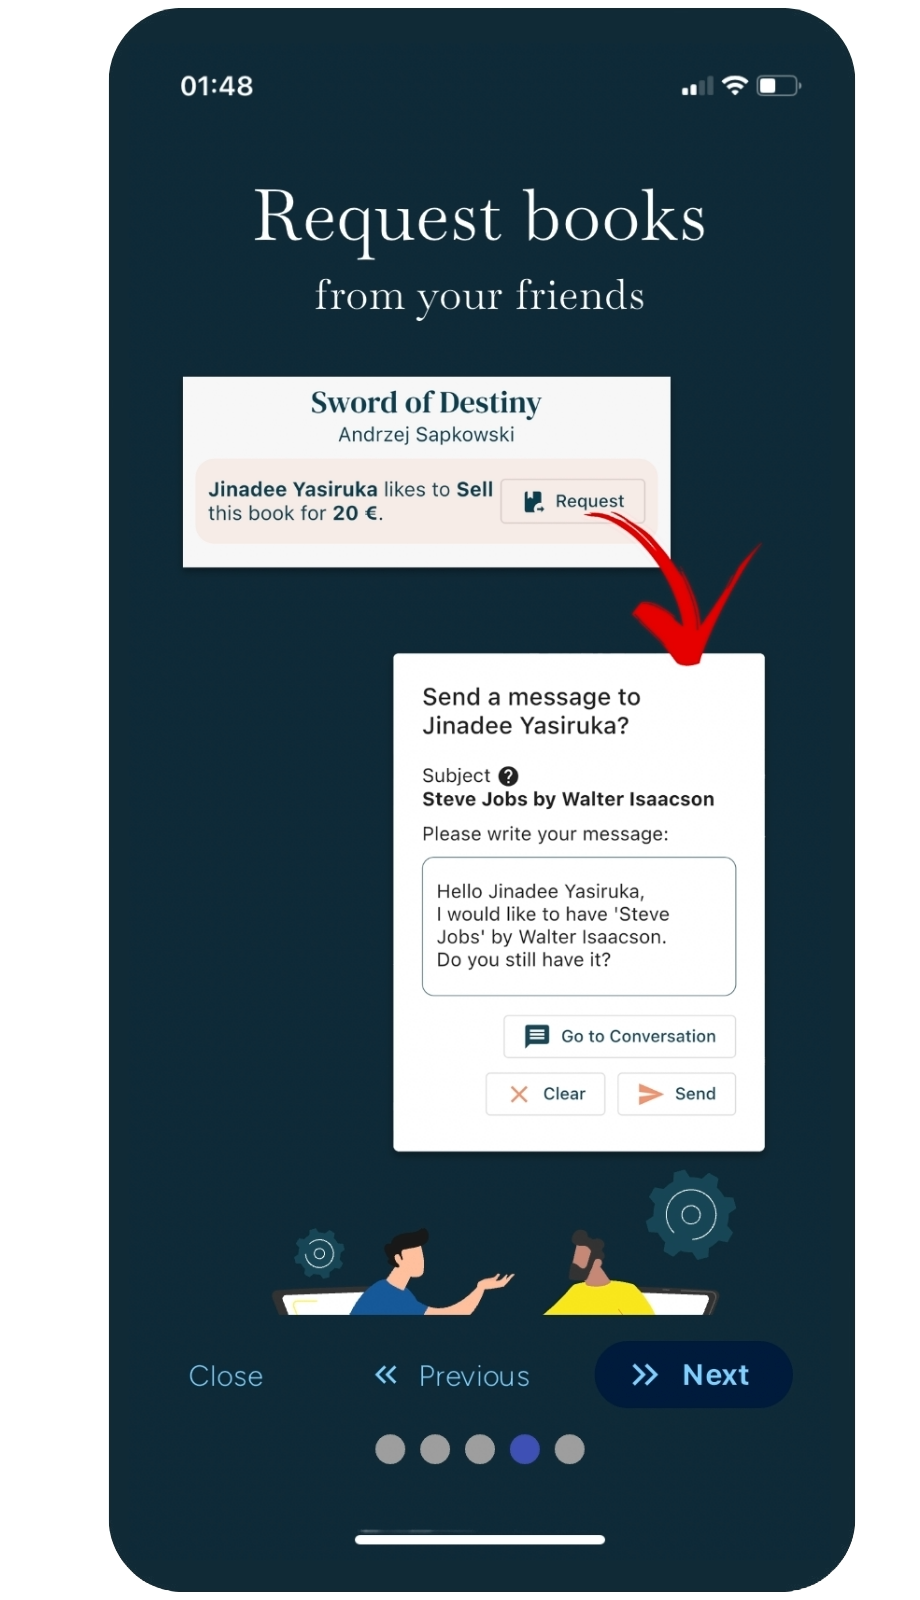 01:48
Request books
from your friends
Sword of Destiny
Andrzej Sapkowski
Jinadee Yasiruka likes to Sell
this book for 20 €.
Request
Send a message to
Jinadee Yasiruka?
Subject ?
Steve Jobs by Walter Isaacson
Please write your message:
Hello Jinadee Yasiruka,
I would like to have 'Steve
Jobs' by Walter Isaacson.
Do you still have it?
Go to Conversation
Clear
Send
Close
Previous
Next